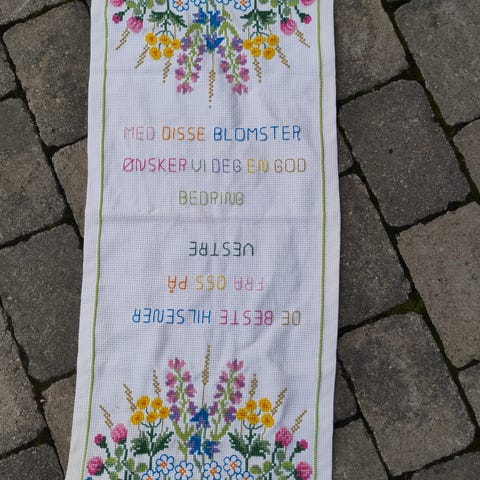 MED DISSE BLOMSTER
ØNSKER VI DEG EN GOD
BEDRING
DE BESTE HILSENER
FRA OSS PÅ
VESTRE